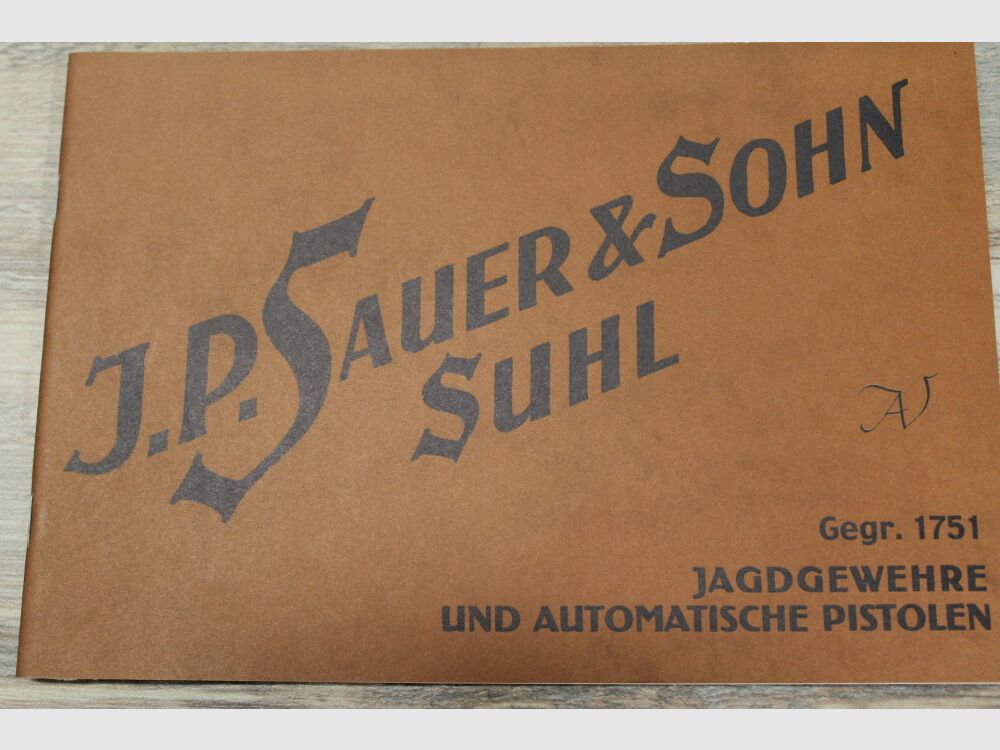 J.P. SAUER & SOHN
SUHL
AV
Gegr. 1751
JAGDGEWEHRE
UND AUTOMATISCHE PISTOLEN